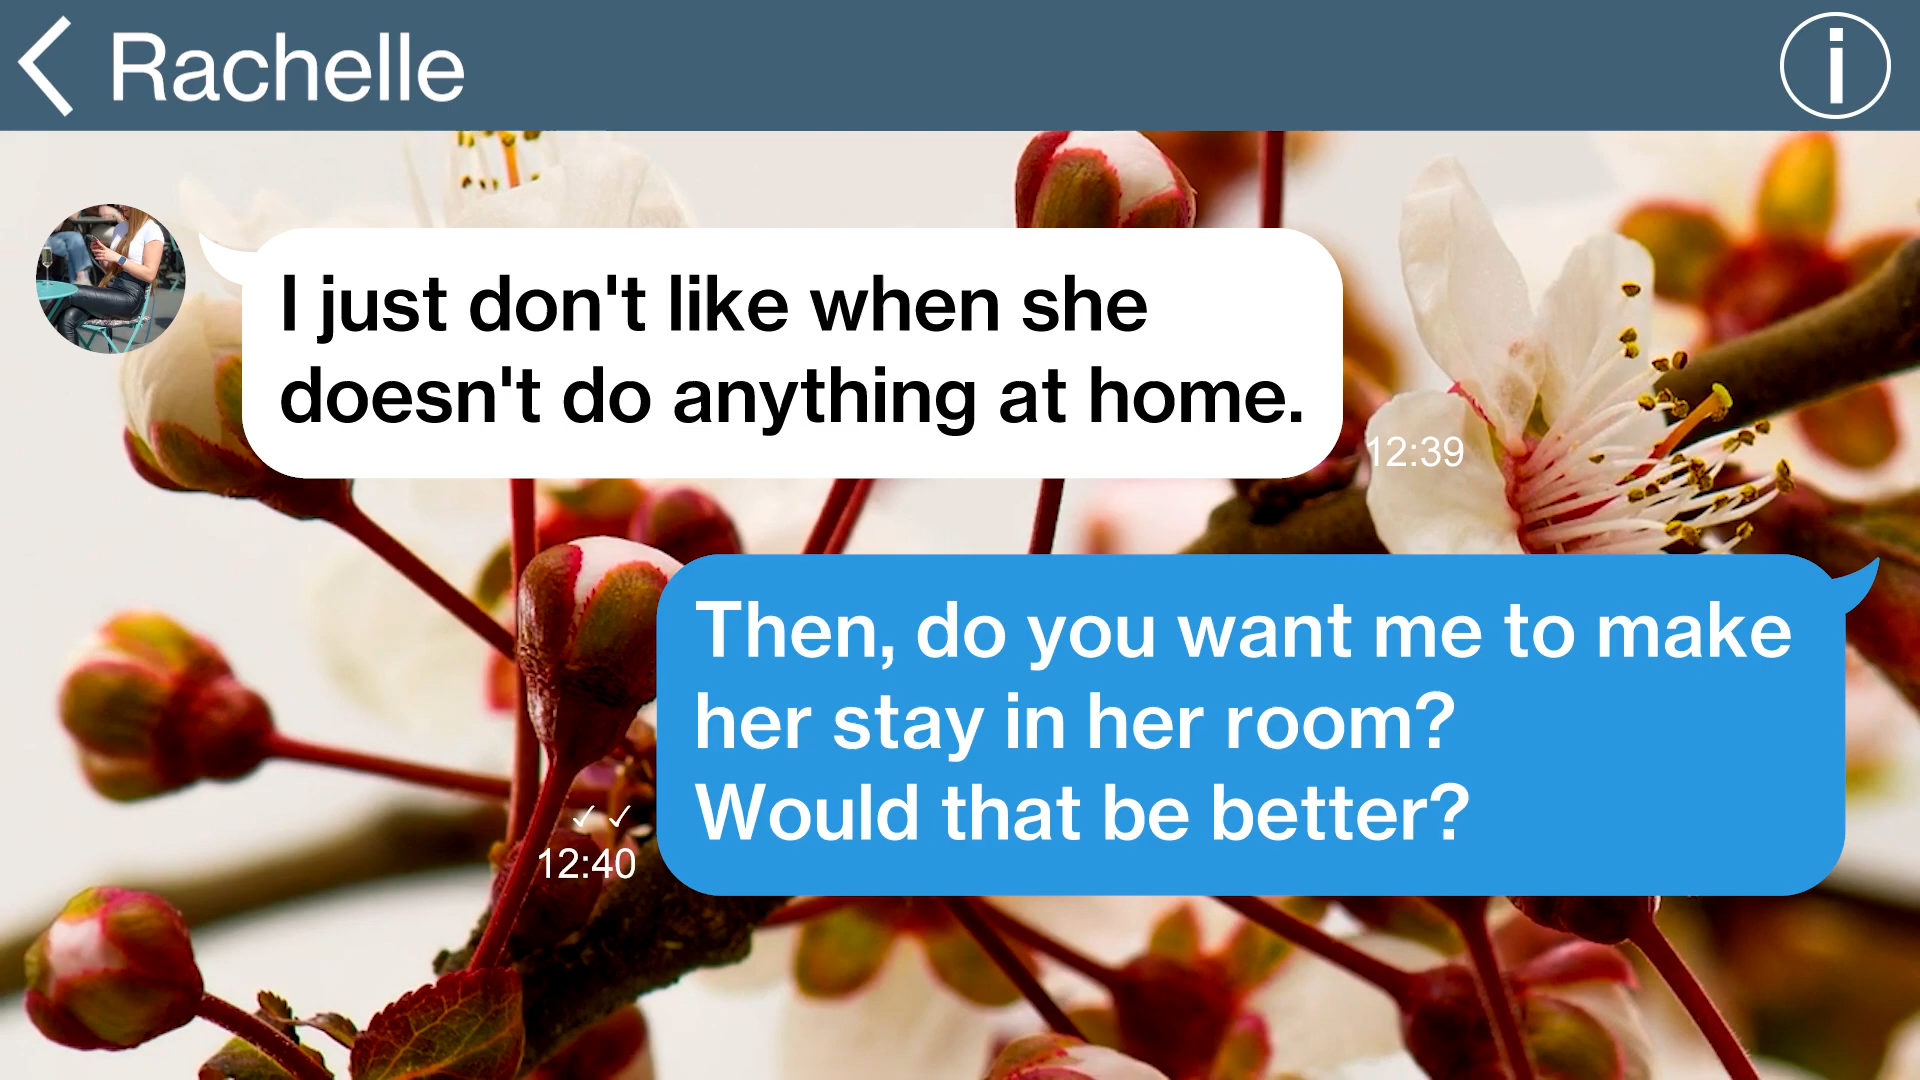 Rachelle
I just don't like when she
doesn't do anything at home.
12:39
Then, do you want me to make
her stay in her room?
Would that be better?
✓ ✓
12:40